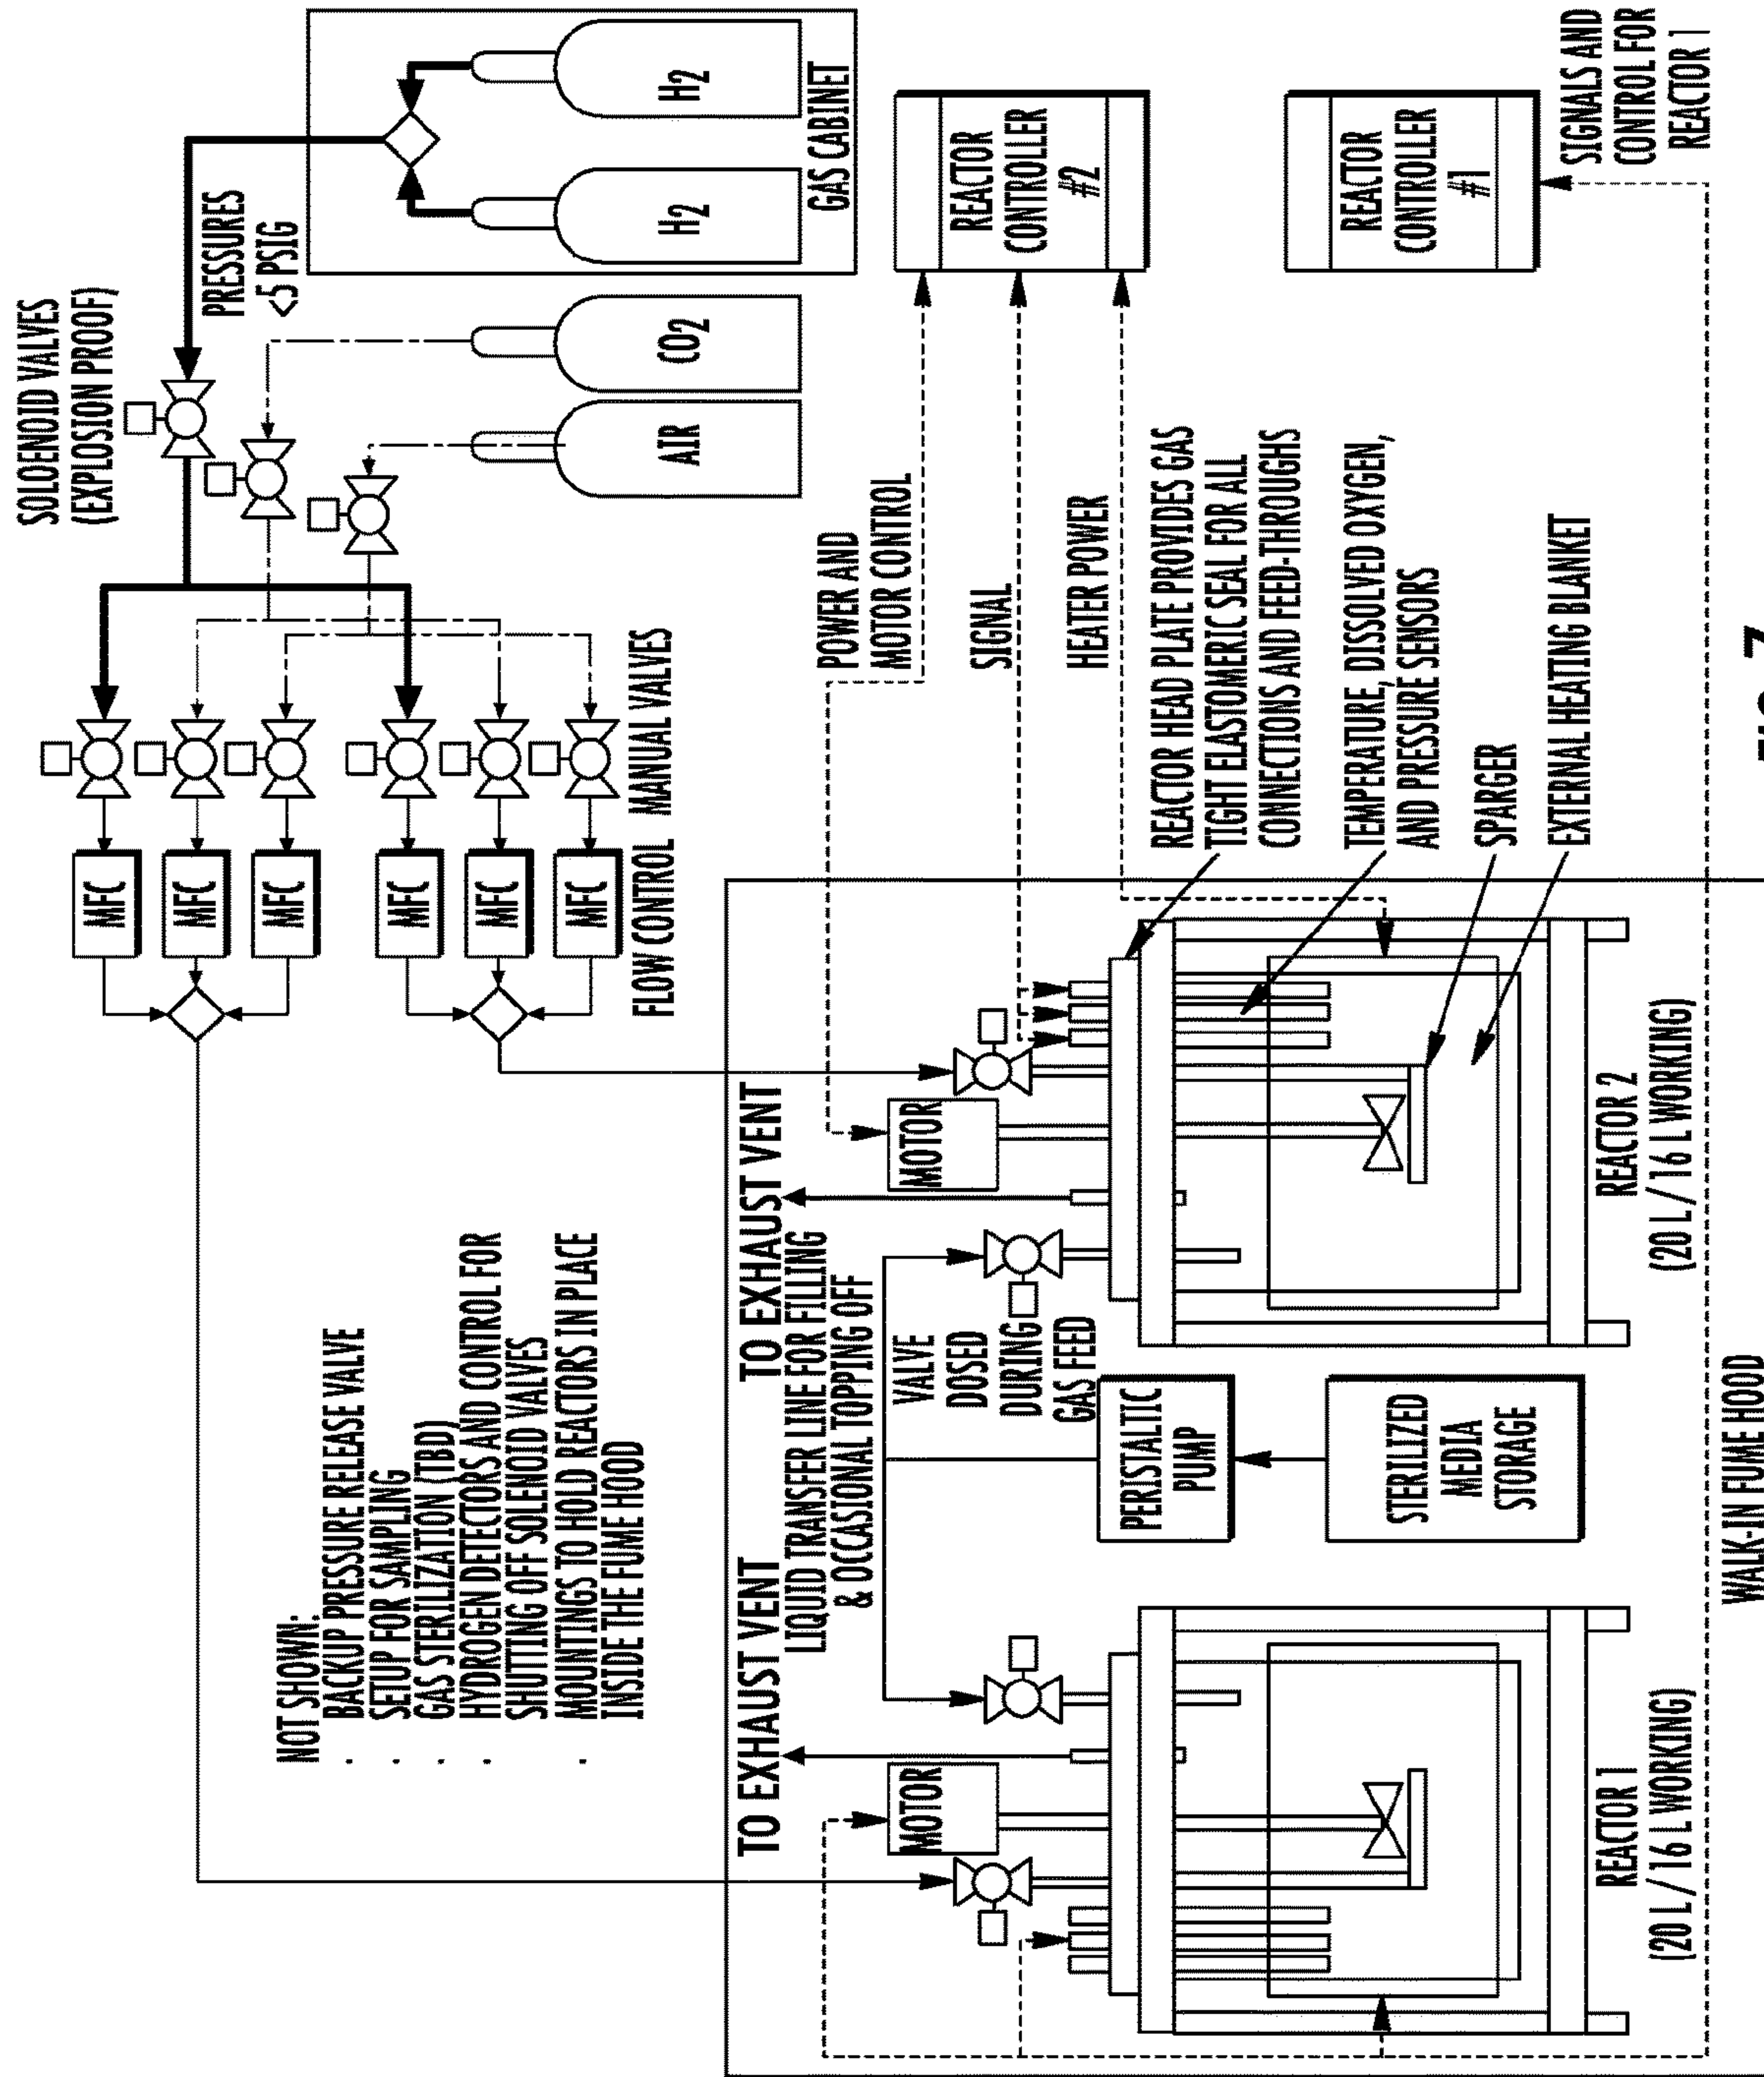 SOLOENOID VALVES
(EXPLOSION PROOF)
PRESSURES
<5 PSIG
H2
H2
GAS CABINET
CO2
AIR
MFC
MFC
MFC
MFC
MFC
MFC
FLOW CONTROL
MANUAL VALVES
NOT SHOWN:
. BACKUP PRESSURE RELEASE VALVE
. SETUP FOR SAMPLING
. GAS STERILIZATION (TBD)
. HYDROGEN DETECTORS AND CONTROL FOR
SHUTTING OFF SOLENOID VALVES
. MOUNTINGS TO HOLD REACTORS IN PLACE
INSIDE THE FUME HOOD
TO EXHAUST VENT
TO EXHAUST VENT
LIQUID TRANSFER LINE FOR FILLING
& OCCASIONAL TOPPING OFF
MOTOR
MOTOR
VALVE
DOSED
DURING
GAS FEED
PERISTALTIC
PUMP
STERILIZED
MEDIA
STORAGE
POWER AND
MOTOR CONTROL
SIGNAL
HEATER POWER
REACTOR
CONTROLLER
#2
REACTOR
CONTROLLER
#1
SIGNALS AND
CONTROL FOR
REACTOR 1
REACTOR HEAD PLATE PROVIDES GAS
TIGHT ELASTOMERIC SEAL FOR ALL
CONNECTIONS AND FEED-THROUGHS
TEMPERATURE, DISSOLVED OXYGEN,
AND PRESSURE SENSORS
SPARGER
EXTERNAL HEATING BLANKET
REACTOR 1
(20 L / 16 L WORKING)
REACTOR 2
(20 L / 16 L WORKING)
WALK-IN FUME HOOD